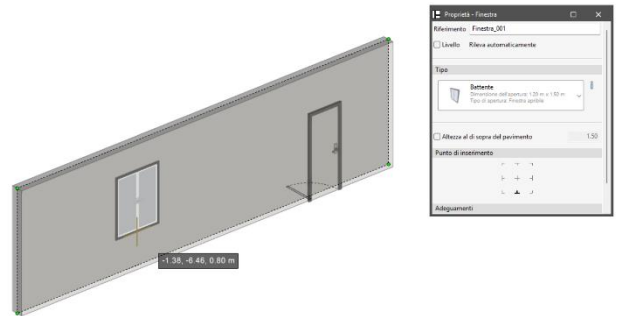 Proprietà - Finestra
Riferimento Finestra_001
Livello Rileva automaticamente
Tipo
Battente
Dimensione dell'apertura: 1.20 m x 1.50 m
Tipo di apertura: Finestra apribile
Altezza al di sopra del pavimento 1.50
Punto di inserimento
Adeguamenti
-1.38, -6.46, 0.80 m